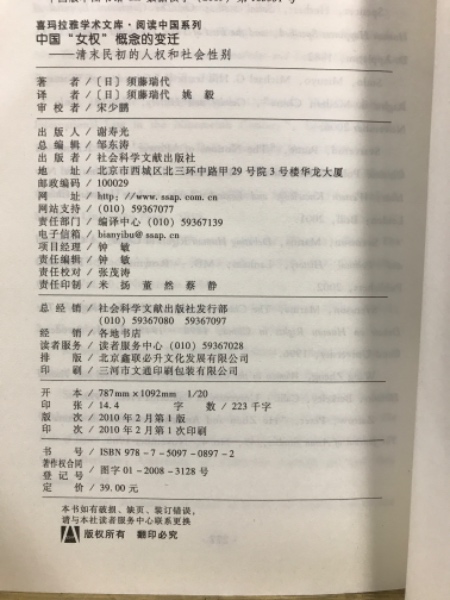 喜玛拉雅学术文库·阅读中国系列
中国“女权”概念的变迁
——清末民初的人权和社会性别
著 者／〔日〕须藤瑞代
译 者／〔日〕须藤瑞代 姚 毅
审 校 者／宋少鹏
出 版 人／谢寿光
总 编 辑／邹东涛
出 版 者／社会科学文献出版社
地 址／北京市西城区北三环中路甲29号院3号楼华龙大厦
邮政编码／100029
网 址／http：//www.ssap.com.cn
网站支持／（010）59367077
责任部门／编译中心（010）59367139
电子信箱／bianyibu@ssap.cn
项目经理／钟 敏
责任编辑／钟 敏
责任校对／张茂涛
责任印制／米 扬 董 然 蔡 静
总 经 销／社会科学文献出版社发行部
（010）59367080 59367097
经 销／各地书店
读者服务／读者服务中心（010）59367028
排 版／北京鑫联必升文化发展有限公司
印 刷／三河市文通印刷包装有限公司
开 本／787mm×1092mm 1/20
印 张／14.4 字 数／223千字
版 次／2010年2月第1版
印 次／2010年2月第1次印刷
书 号／ISBN 978-7-5097-0897-2
著作权合同
登 记 号／图字01-2008-3128号
定 价／39.00元
本书如有破损、缺页、装订错误，
请与本社读者服务中心联系更换
版权所有 翻印必究